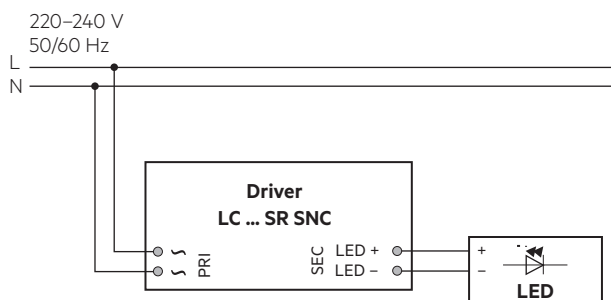 220–240 V
50/60 Hz
L
N
Driver
LC ... SR SNC
~ PRI SEC LED + +
~ LED – –
LED